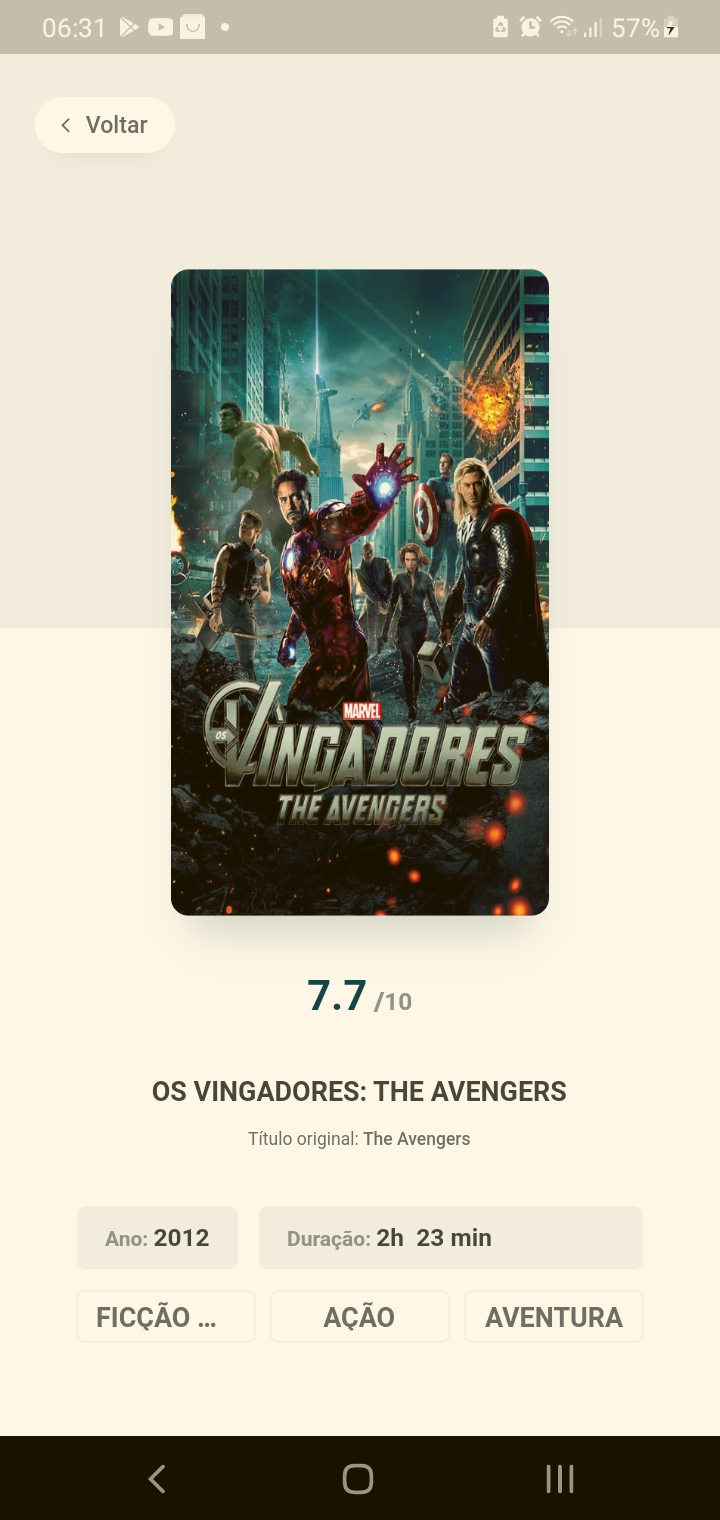 06:31 57%
Voltar
MARVEL
OS
VINGADORES
THE AVENGERS
7.7 /10
OS VINGADORES: THE AVENGERS
Título original: The Avengers
Ano: 2012 Duração: 2h 23 min
FICÇÃO ... AÇÃO AVENTURA